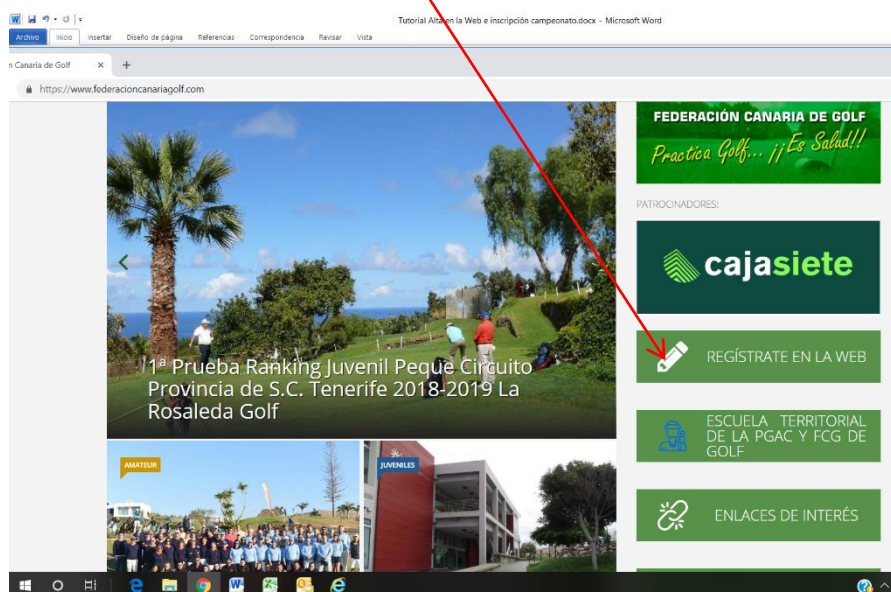 Tutorial Alta en la Web e inscripción campeonato.docx - Microsoft Word
Archivo Inicio Insertar Diseño de página Referencias Correspondencia Revisar Vista
n Canaria de Golf × +
https://www.federacioncanariagolf.com
FEDERACIÓN CANARIA DE GOLF
Practica Golf... ¡¡Es Salud!!
PATROCINADORES:
cajasiete
REGÍSTRATE EN LA WEB
1ª Prueba Ranking Juvenil Peque Circuito
Provincia de S.C. Tenerife 2018-2019 La
Rosaleda Golf
ESCUELA TERRITORIAL
DE LA PGAC Y FCG DE
GOLF
AMATEUR
JUVENILES
ENLACES DE INTERÉS